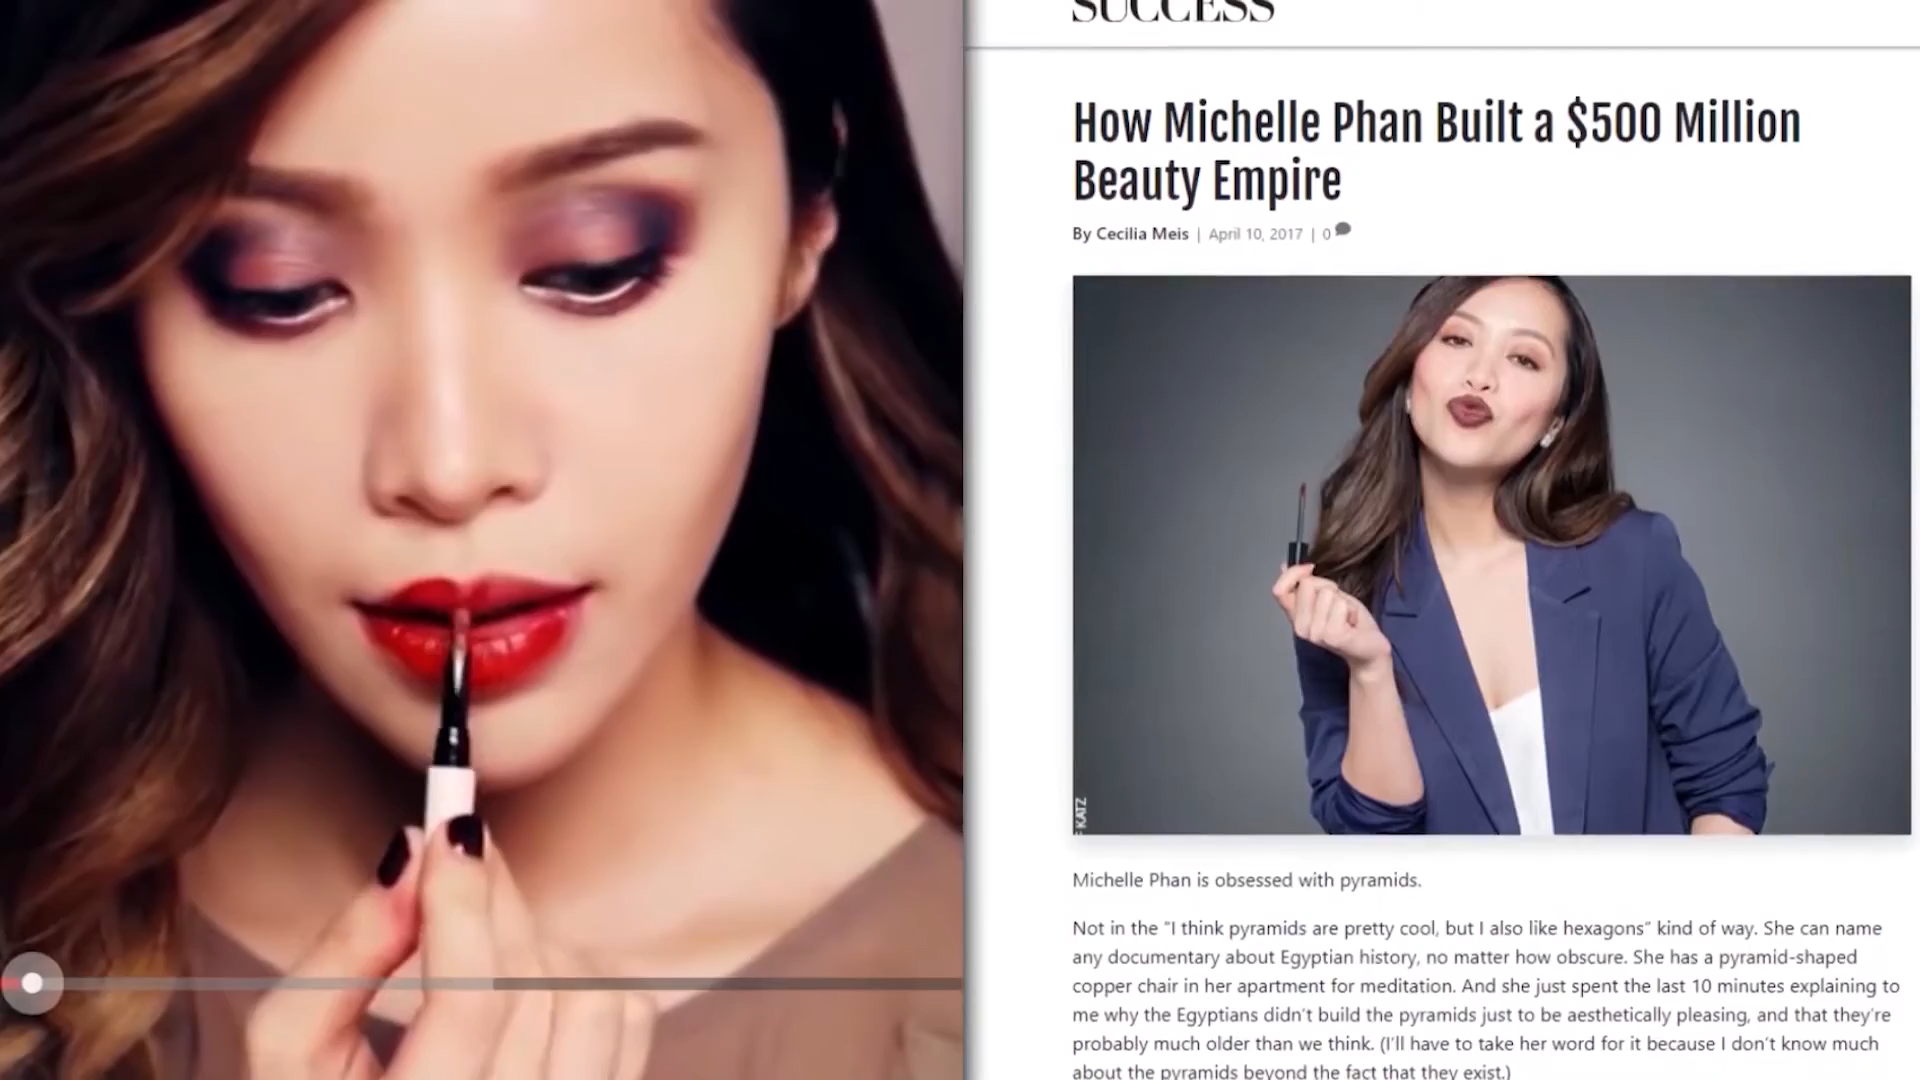 SUCCESS
How Michelle Phan Built a $500 Million
Beauty Empire
By Cecilia Meis | April 10, 2017 | 0
KATZ
Michelle Phan is obsessed with pyramids.
Not in the “I think pyramids are pretty cool, but I also like hexagons” kind of way. She can name
any documentary about Egyptian history, no matter how obscure. She has a pyramid-shaped
copper chair in her apartment for meditation. And she just spent the last 10 minutes explaining to
me why the Egyptians didn’t build the pyramids just to be aesthetically pleasing, and that they’re
probably much older than we think. (I’ll have to take her word for it because I don’t know much
about the pyramids beyond the fact that they exist.)